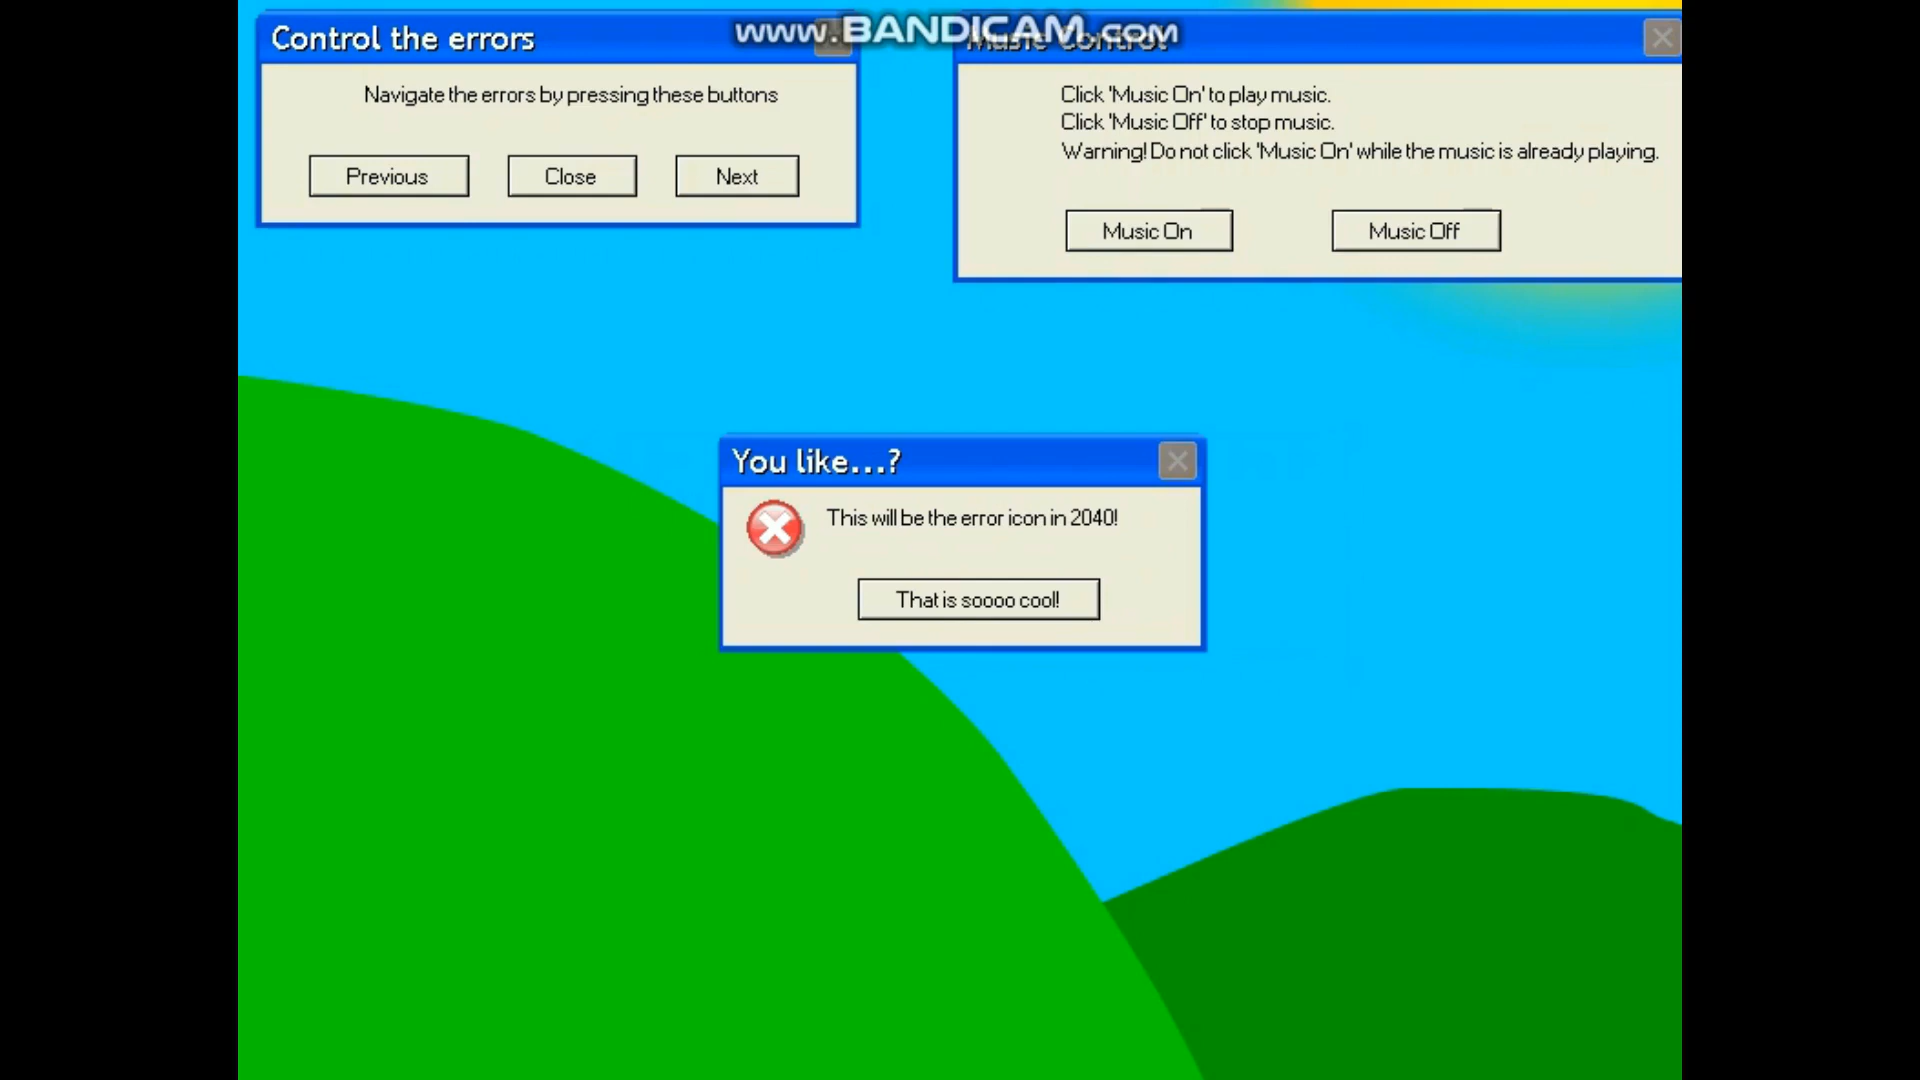 www.BANDICAM.com
Control the errors
Navigate the errors by pressing these buttons
Previous
Close
Next
Music Control
Click 'Music On' to play music.
Click 'Music Off' to stop music.
Warning! Do not click 'Music On' while the music is already playing.
Music On
Music Off
You like...?
This will be the error icon in 2040!
That is soooo cool!